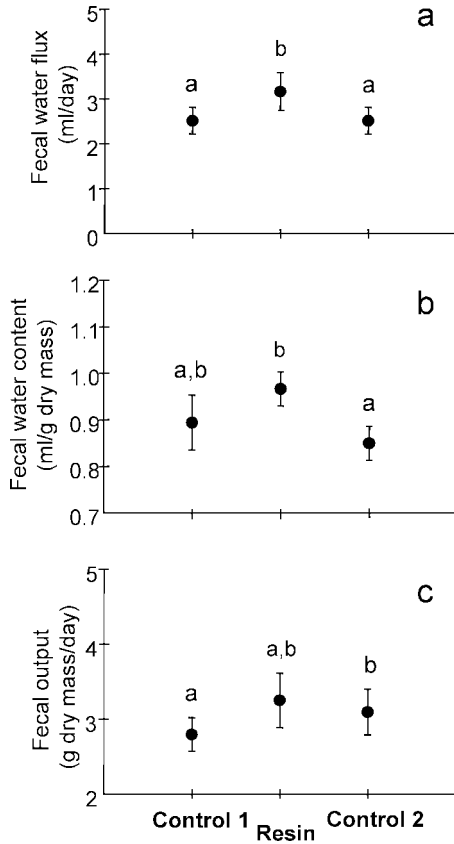 a
Fecal water flux
(ml/day)
5
4
3
2
1
0
a
b
a
b
Fecal water content
(ml/g dry mass)
1.2
1.1
1.0
0.9
0.8
0.7
a,b
b
a
c
Fecal output
(g dry mass/day)
5
4
3
2
a
a,b
b
Control 1
Resin
Control 2